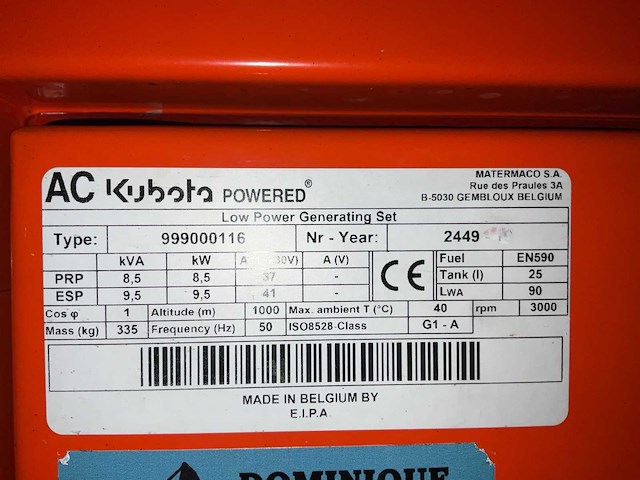 AC Kubota POWERED®
MATERMACO S.A.
Rue des Praules 3A
B-5030 GEMBLOUX BELGIUM
Low Power Generating Set
Type: 999000116 Nr - Year: 2449
kVA kW A 30V) A (V) CE Fuel EN590
PRP 8,5 8,5 37 - Tank (l) 25
ESP 9,5 9,5 41 - LWA 90
Cos φ 1 Altitude (m) 1000 Max. ambient T (°C) 40 rpm 3000
Mass (kg) 335 Frequency (Hz) 50 ISO8528-Class G1 - A
MADE IN BELGIUM BY
E.I.P.A
DOMINIQUE